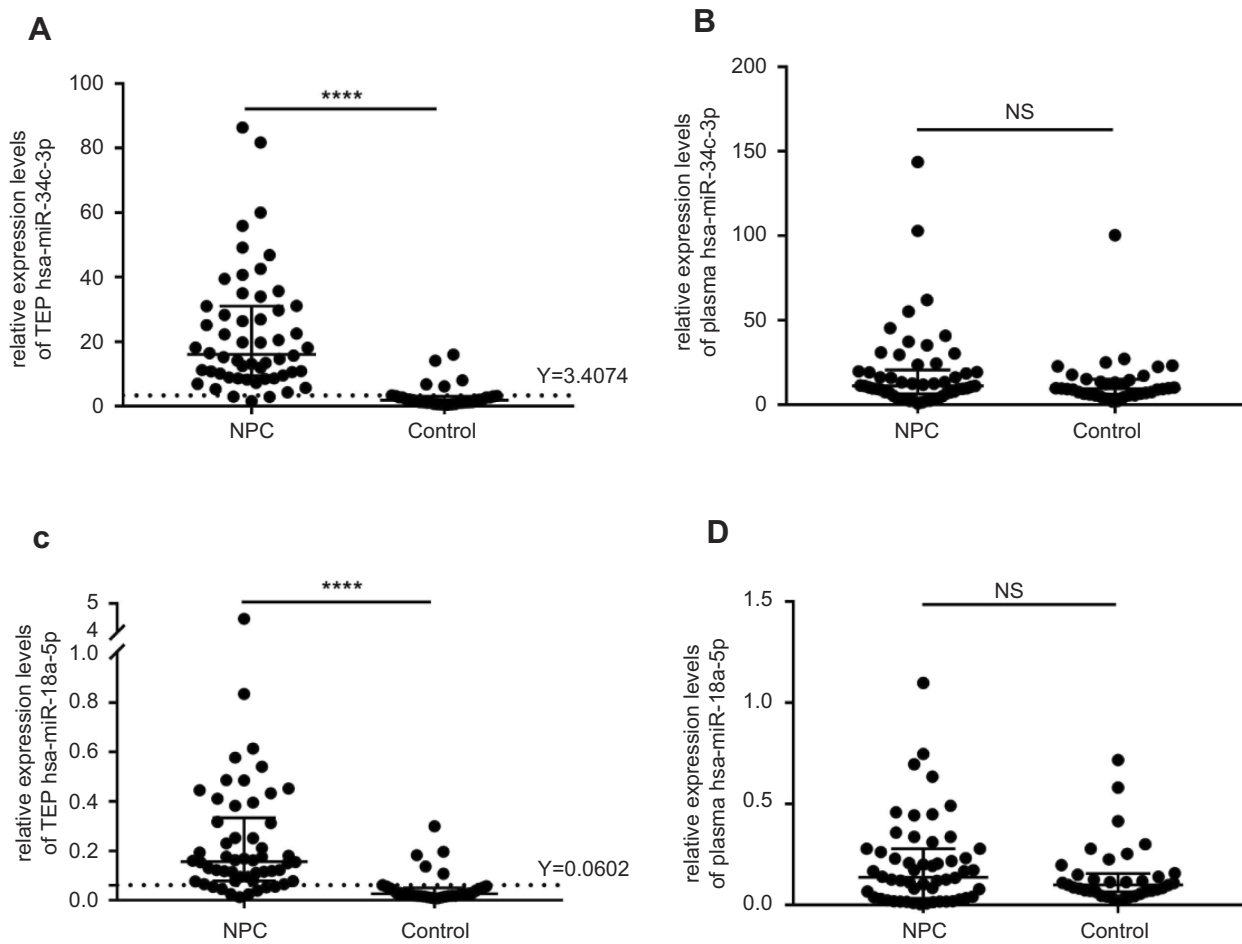 A
relative expression levels
of TEP hsa-miR-34c-3p
100
80
60
40
20
0
****
Y=3.4074
NPC
Control
B
relative expression levels
of plasma hsa-miR-34c-3p
200
150
100
50
0
NS
NPC
Control
c
relative expression levels
of TEP hsa-miR-18a-5p
5
4
1.0
0.8
0.6
0.4
0.2
0.0
****
Y=0.0602
NPC
Control
D
relative expression levels
of plasma hsa-miR-18a-5p
1.5
1.0
0.5
0.0
NS
NPC
Control